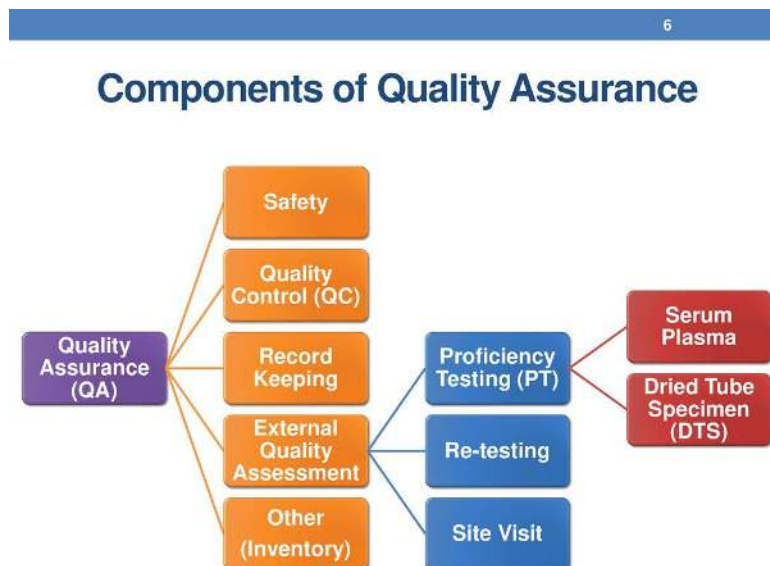 6
Components of Quality Assurance
Safety
Quality
Control (QC)
Quality
Assurance
(QA)
Record
Keeping
External
Quality
Assessment
Other
(Inventory)
Proficiency
Testing (PT)
Re-testing
Site Visit
Serum
Plasma
Dried Tube
Specimen
(DTS)